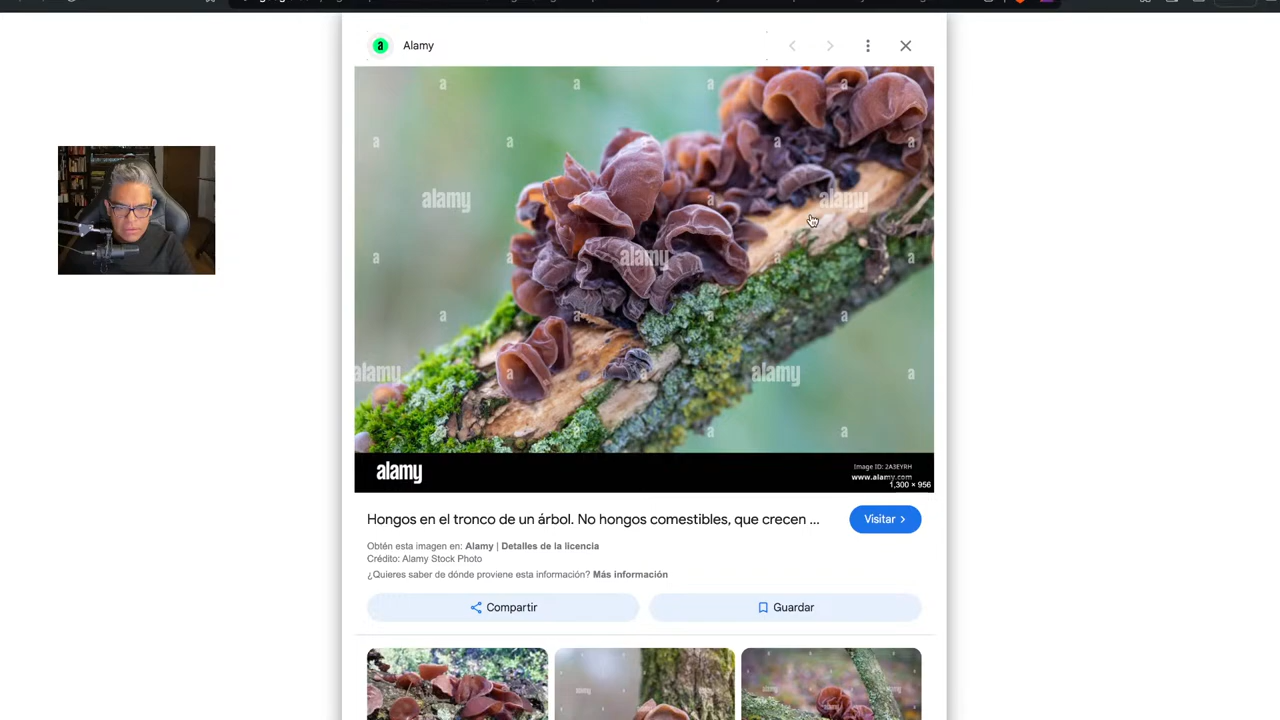 a Alamy
a a a
a a a
alamy alamy
a
a alamy a
a a
alamy a a alamy a
a a
alamy
Image ID: 2A3EYRH
www.alamy.com
1,300 × 956
Hongos en el tronco de un árbol. No hongos comestibles, que crecen ...
Visitar
Obtén esta imagen en: Alamy | Detalles de la licencia
Crédito: Alamy Stock Photo
¿Quieres saber de dónde proviene esta información? Más información
Compartir
Guardar